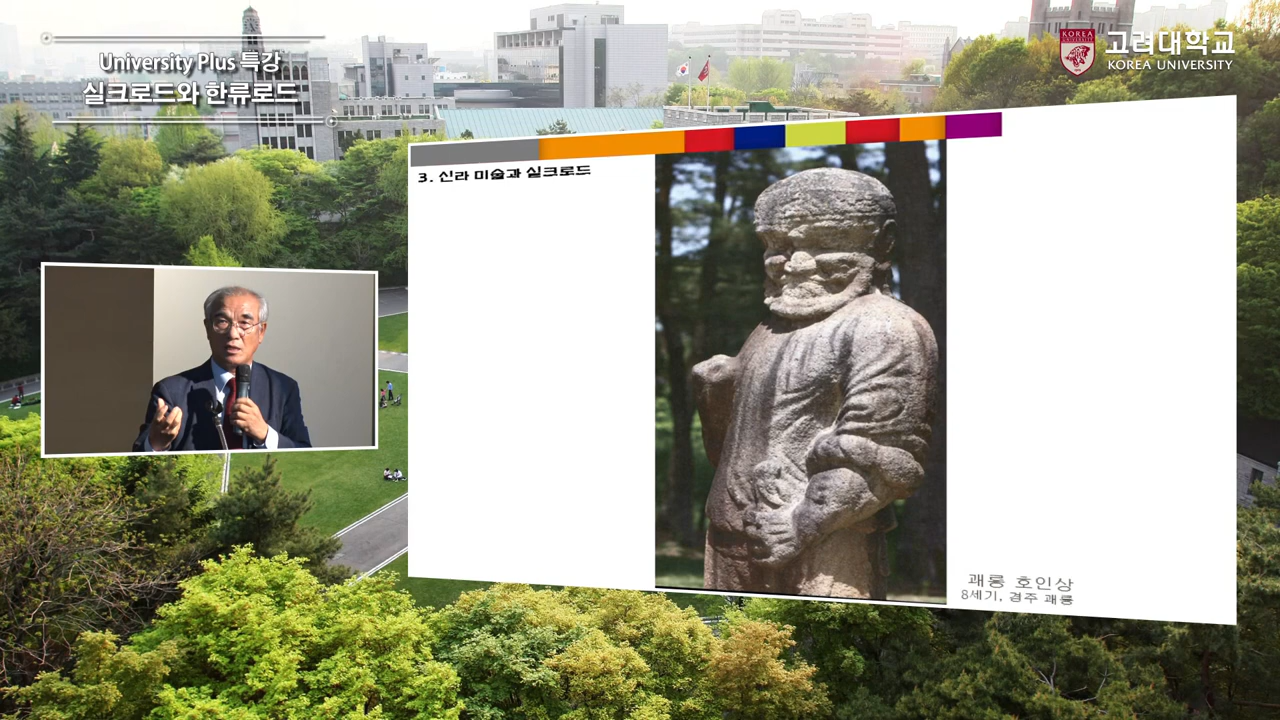 University Plus 특강
실크로드와 한류로드
KOREA
UNIVERSITY
고려대학교
KOREA UNIVERSITY
3. 신라 미술과 실크로드
괘릉 호인상
8세기, 경주 괘릉